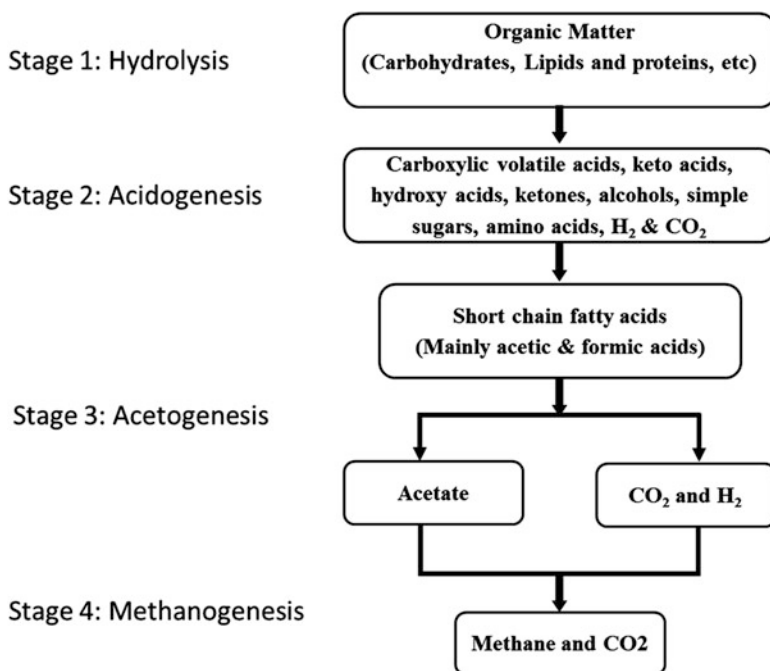 Stage 1: Hydrolysis
Organic Matter
(Carbohydrates, Lipids and proteins, etc)
Stage 2: Acidogenesis
Carboxylic volatile acids, keto acids,
hydroxy acids, ketones, alcohols, simple
sugars, amino acids, H₂ & CO₂
Short chain fatty acids
(Mainly acetic & formic acids)
Stage 3: Acetogenesis
Acetate
CO₂ and H₂
Stage 4: Methanogenesis
Methane and CO2